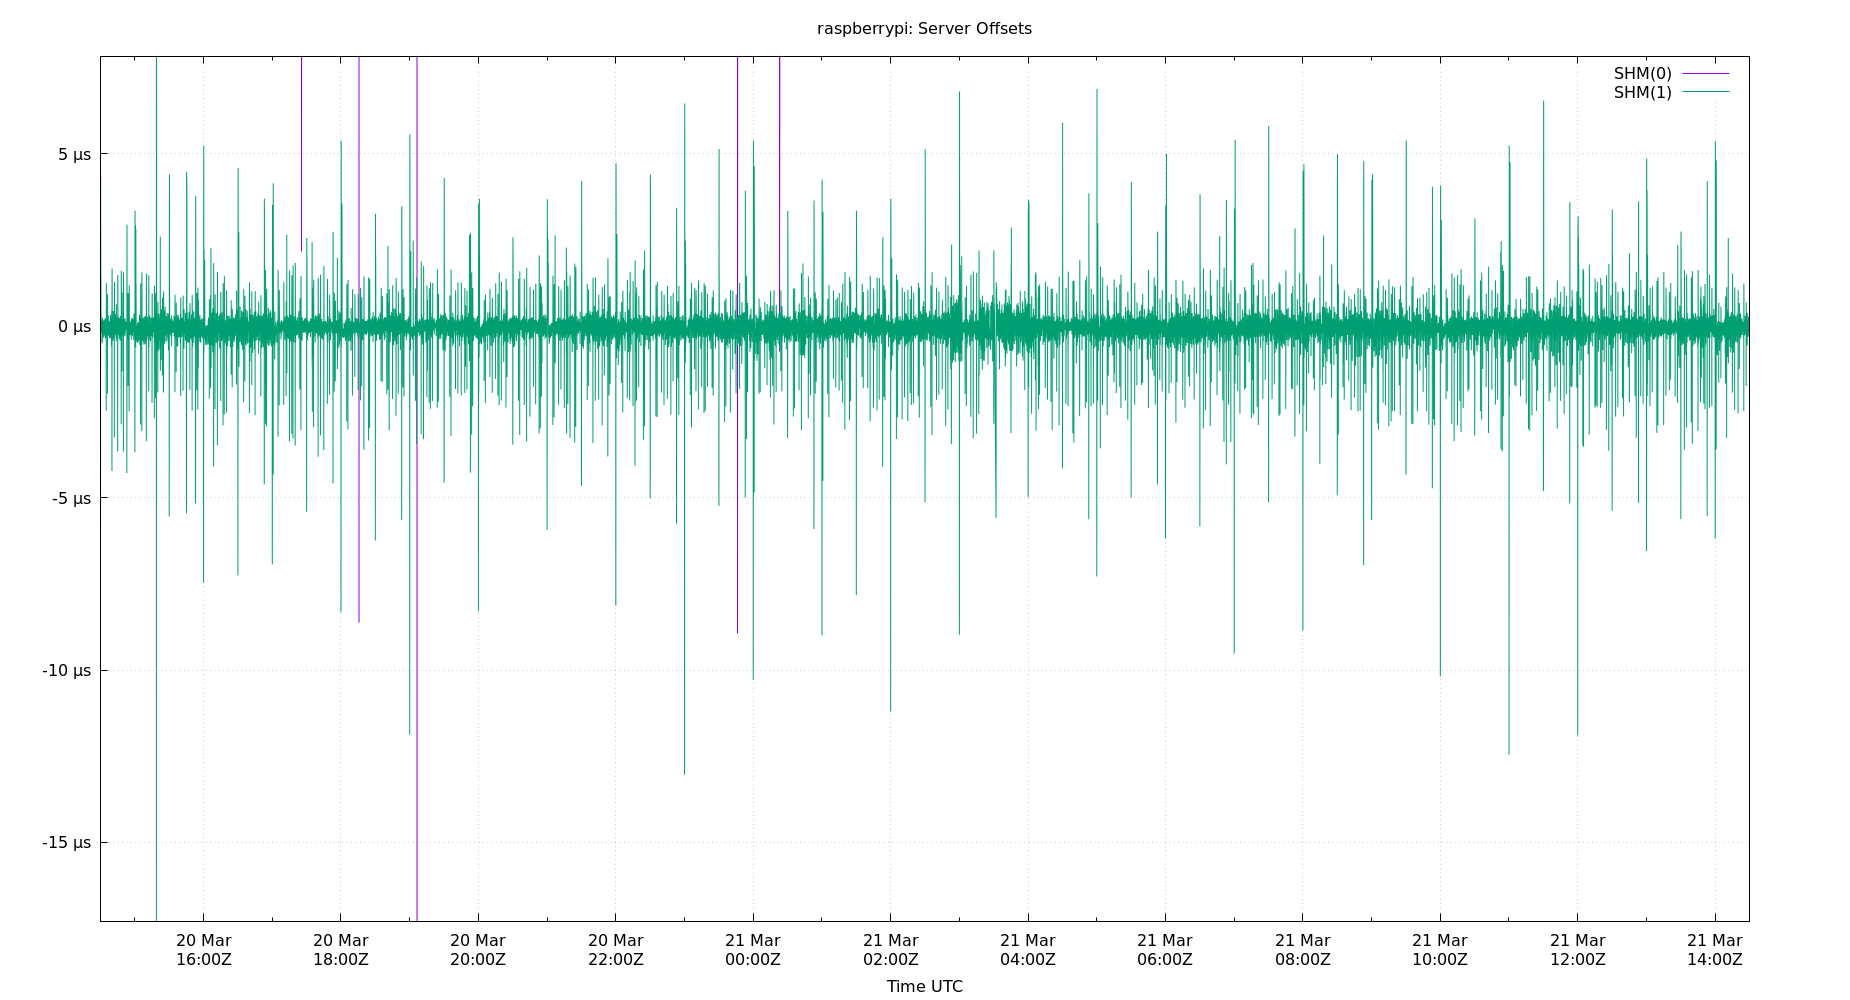 raspberrypi: Server Offsets
SHM(0)
SHM(1)
5 µs
0 µs
-5 µs
-10 µs
-15 µs
20 Mar 20 Mar 20 Mar 20 Mar 21 Mar 21 Mar 21 Mar 21 Mar 21 Mar 21 Mar 21 Mar 21 Mar
16:00Z 18:00Z 20:00Z 22:00Z 00:00Z 02:00Z 04:00Z 06:00Z 08:00Z 10:00Z 12:00Z 14:00Z
Time UTC